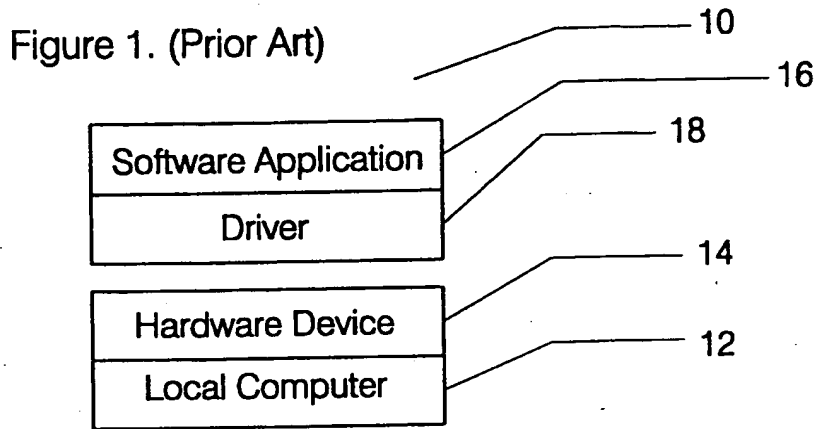 Figure 1. (Prior Art)
10
16
Software Application
18
Driver
14
Hardware Device
12
Local Computer